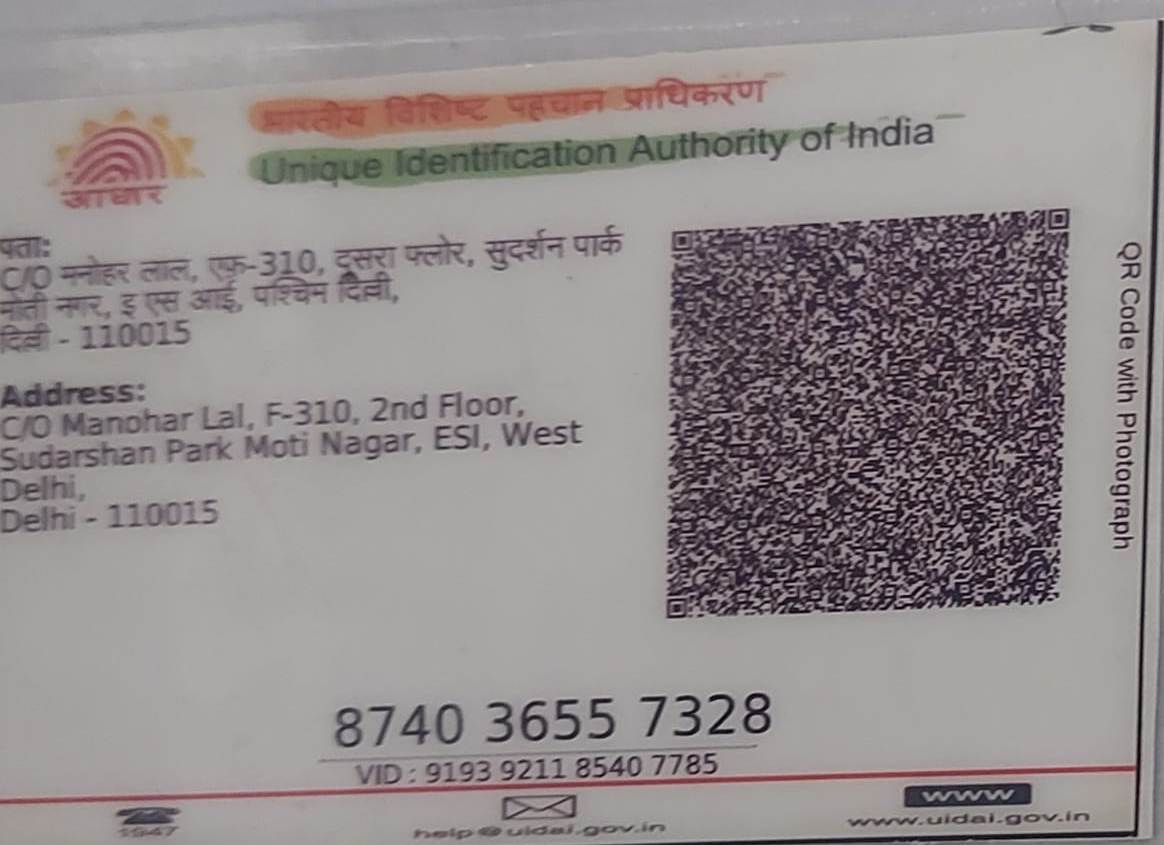 भारतीय विशिष्ट पहचान प्राधिकरण
Unique Identification Authority of India
आधार
पता:
C/O मनोहर लाल, एफ़-310, दूसरा फ्लोर, सुदर्शन पार्क
मोती नगर, इ एस आई, पश्चिम दिल्ली,
दिल्ली - 110015
Address:
C/O Manohar Lal, F-310, 2nd Floor,
Sudarshan Park Moti Nagar, ESI, West
Delhi,
Delhi - 110015
QR Code with Photograph
8740 3655 7328
VID : 9193 9211 8540 7785
1947
help@uidai.gov.in
www
www.uidai.gov.in